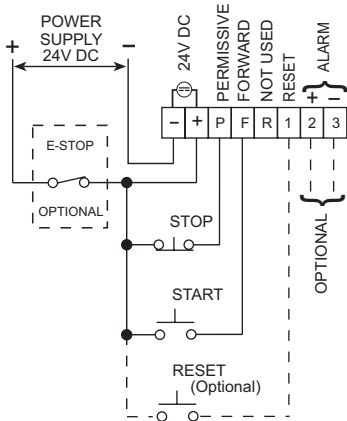 POWER
SUPPLY
24V DC
+ −
24V DC
PERMISSIVE
FORWARD
NOT USED
RESET
ALARM
+ −
− + P F R 1 2 3
E-STOP
OPTIONAL
STOP
OPTIONAL
START
RESET
(Optional)